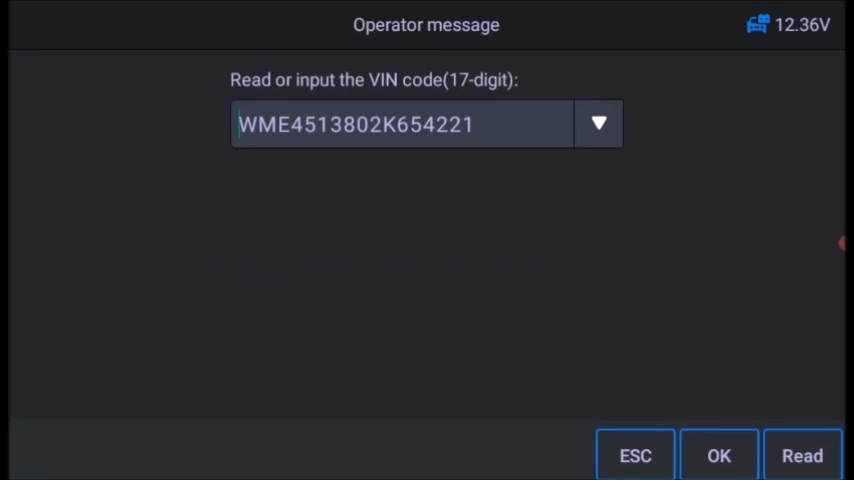 Operator message
12.36V
Read or input the VIN code(17-digit):
WME4513802K654221
ESC
OK
Read